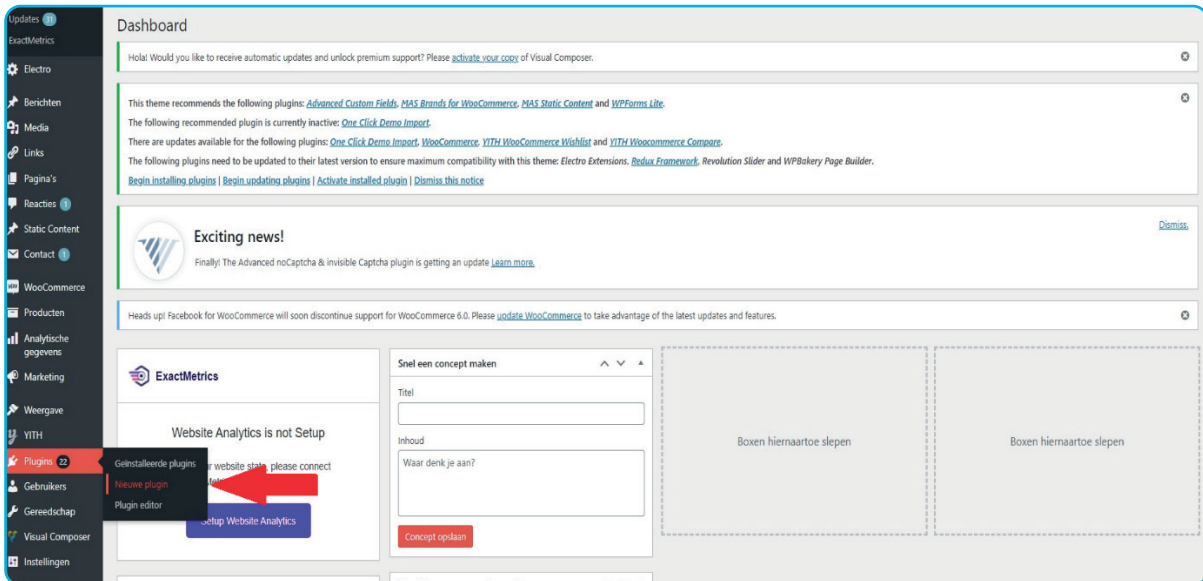 Updates 31
ExactMetrics
Electro
Berichten
Media
Links
Pagina's
Reacties 1
Static Content
Contact 1
WooCommerce
Producten
Analytische
gegevens
Marketing
Weergave
YITH
Plugins 22
Gebruikers
Gereedschap
Visual Composer
Instellingen
Geïnstalleerde plugins
Nieuwe plugin
Plugin editor
Dashboard
Hola! Would you like to receive automatic updates and unlock premium support? Please activate your copy of Visual Composer.
This theme recommends the following plugins: Advanced Custom Fields, MAS Brands for WooCommerce, MAS Static Content and WPForms Lite.
The following recommended plugin is currently inactive: One Click Demo Import.
There are updates available for the following plugins: One Click Demo Import, WooCommerce, YITH WooCommerce Wishlist and YITH Woocommerce Compare.
The following plugins need to be updated to their latest version to ensure maximum compatibility with this theme: Electro Extensions, Redux Framework, Revolution Slider and WPBakery Page Builder.
Begin installing plugins | Begin updating plugins | Activate installed plugin | Dismiss this notice
Exciting news!
Dismiss.
Finally! The Advanced noCaptcha & invisible Captcha plugin is getting an update Learn more.
Heads up! Facebook for WooCommerce will soon discontinue support for WooCommerce 6.0. Please update WooCommerce to take advantage of the latest updates and features.
ExactMetrics
Website Analytics is not Setup
website stats, please connect
Setup Website Analytics
Snel een concept maken
Titel
Inhoud
Waar denk je aan?
Concept opslaan
Boxen hiernaartoe slepen
Boxen hiernaartoe slepen